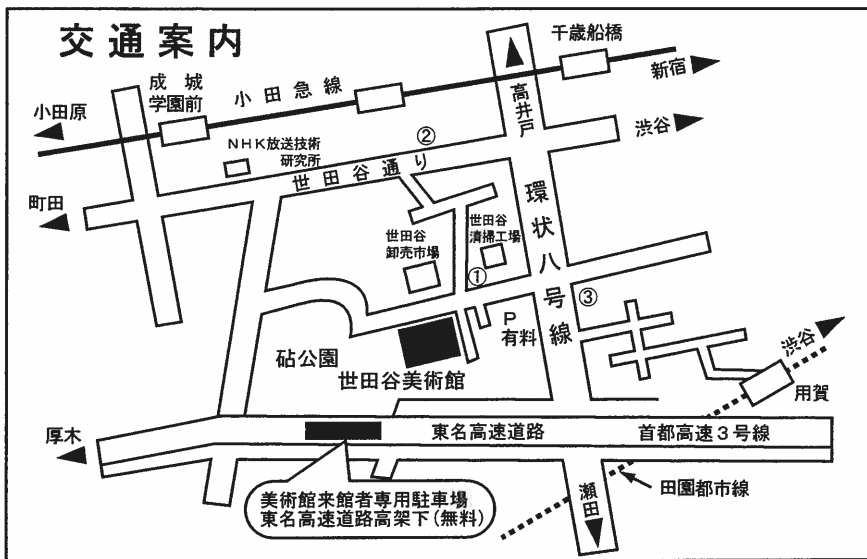 交通案内
千歳船橋
新宿
成城
学園前
小田急線
小田原
高井戸
渋谷
②
NHK放送技術
研究所
世田谷通り
町田
環状八号線
世田谷
清掃工場
世田谷
卸売市場
①
③
P
有料
砧公園
世田谷美術館
渋谷
用賀
厚木
東名高速道路
首都高速3号線
美術館来館者専用駐車場
東名高速道路高架下(無料)
瀬田
田園都市線